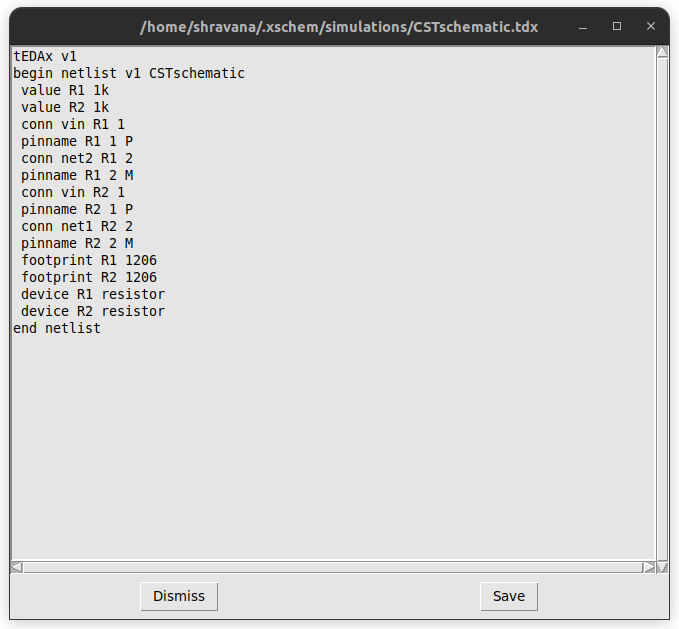 /home/shravana/.xschem/simulations/CSTschematic.tdx
tEDAx v1
begin netlist v1 CSTschematic
value R1 1k
value R2 1k
conn vin R1 1
pinname R1 1 P
conn net2 R1 2
pinname R1 2 M
conn vin R2 1
pinname R2 1 P
conn net1 R2 2
pinname R2 2 M
footprint R1 1206
footprint R2 1206
device R1 resistor
device R2 resistor
end netlist
Dismiss
Save